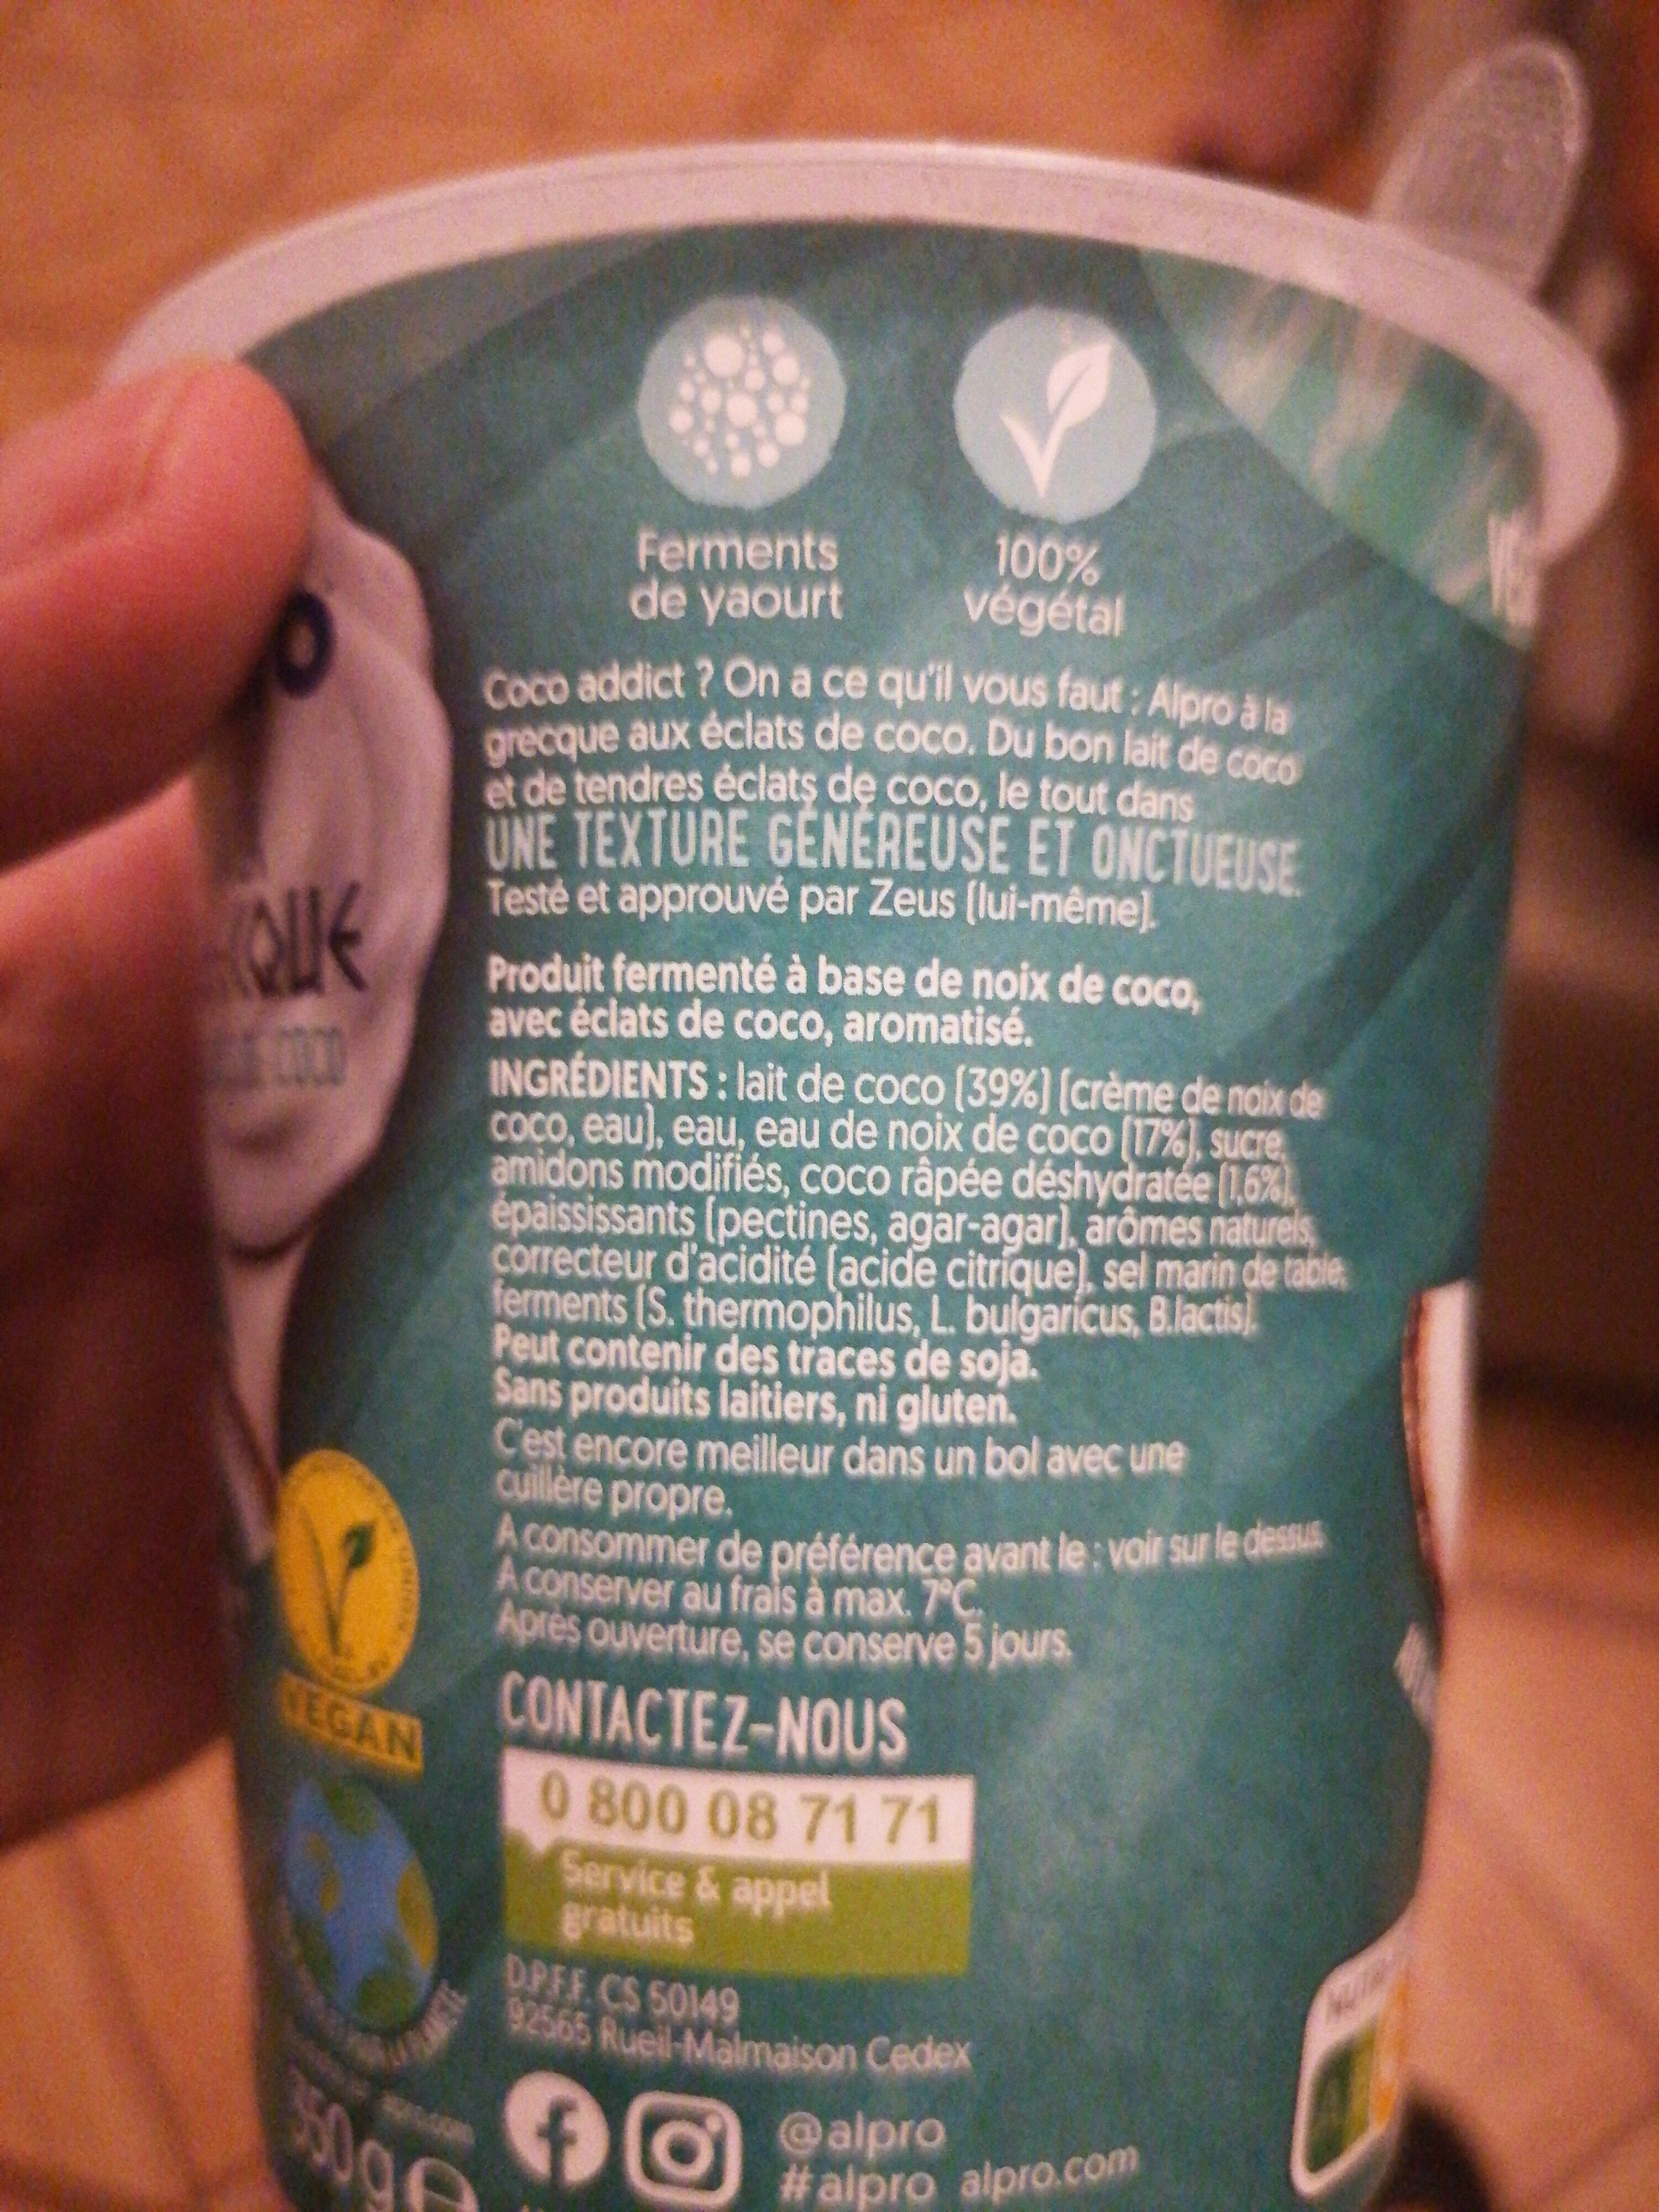 Ferments
de yaourt
100%
végétal
Coco addict ? On a ce qu'il vous faut : Alpro à la
grecque aux éclats de coco. Du bon lait de coco
et de tendres éclats de coco, le tout dans
UNE TEXTURE GÉNÉREUSE ET ONCTUEUSE.
Testé et approuvé par Zeus (lui-même).
Produit fermenté à base de noix de coco,
avec éclats de coco, aromatisé.
INGRÉDIENTS : lait de coco (39%) (crème de noix de
coco, eau), eau, eau de noix de coco (17%), sucre,
amidons modifiés, coco râpée déshydratée (1,6%),
épaississants (pectines, agar-agar), arômes naturels,
correcteur d'acidité (acide citrique), sel marin de table,
ferments (S. thermophilus, L. bulgaricus, B.lactis).
Peut contenir des traces de soja.
Sans produits laitiers, ni gluten.
C'est encore meilleur dans un bol avec une
cuillère propre.
A consommer de préférence avant le : voir sur le dessus.
A conserver au frais à max. 7°C.
Après ouverture, se conserve 5 jours.
VEGAN
CONTACTEZ-NOUS
0 800 08 71 71
Service & appel
gratuits
D.P.F.F. CS 50149
92565 Rueil-Malmaison Cedex
@alpro
#alpro alpro.com
350g e
QUE
COCO